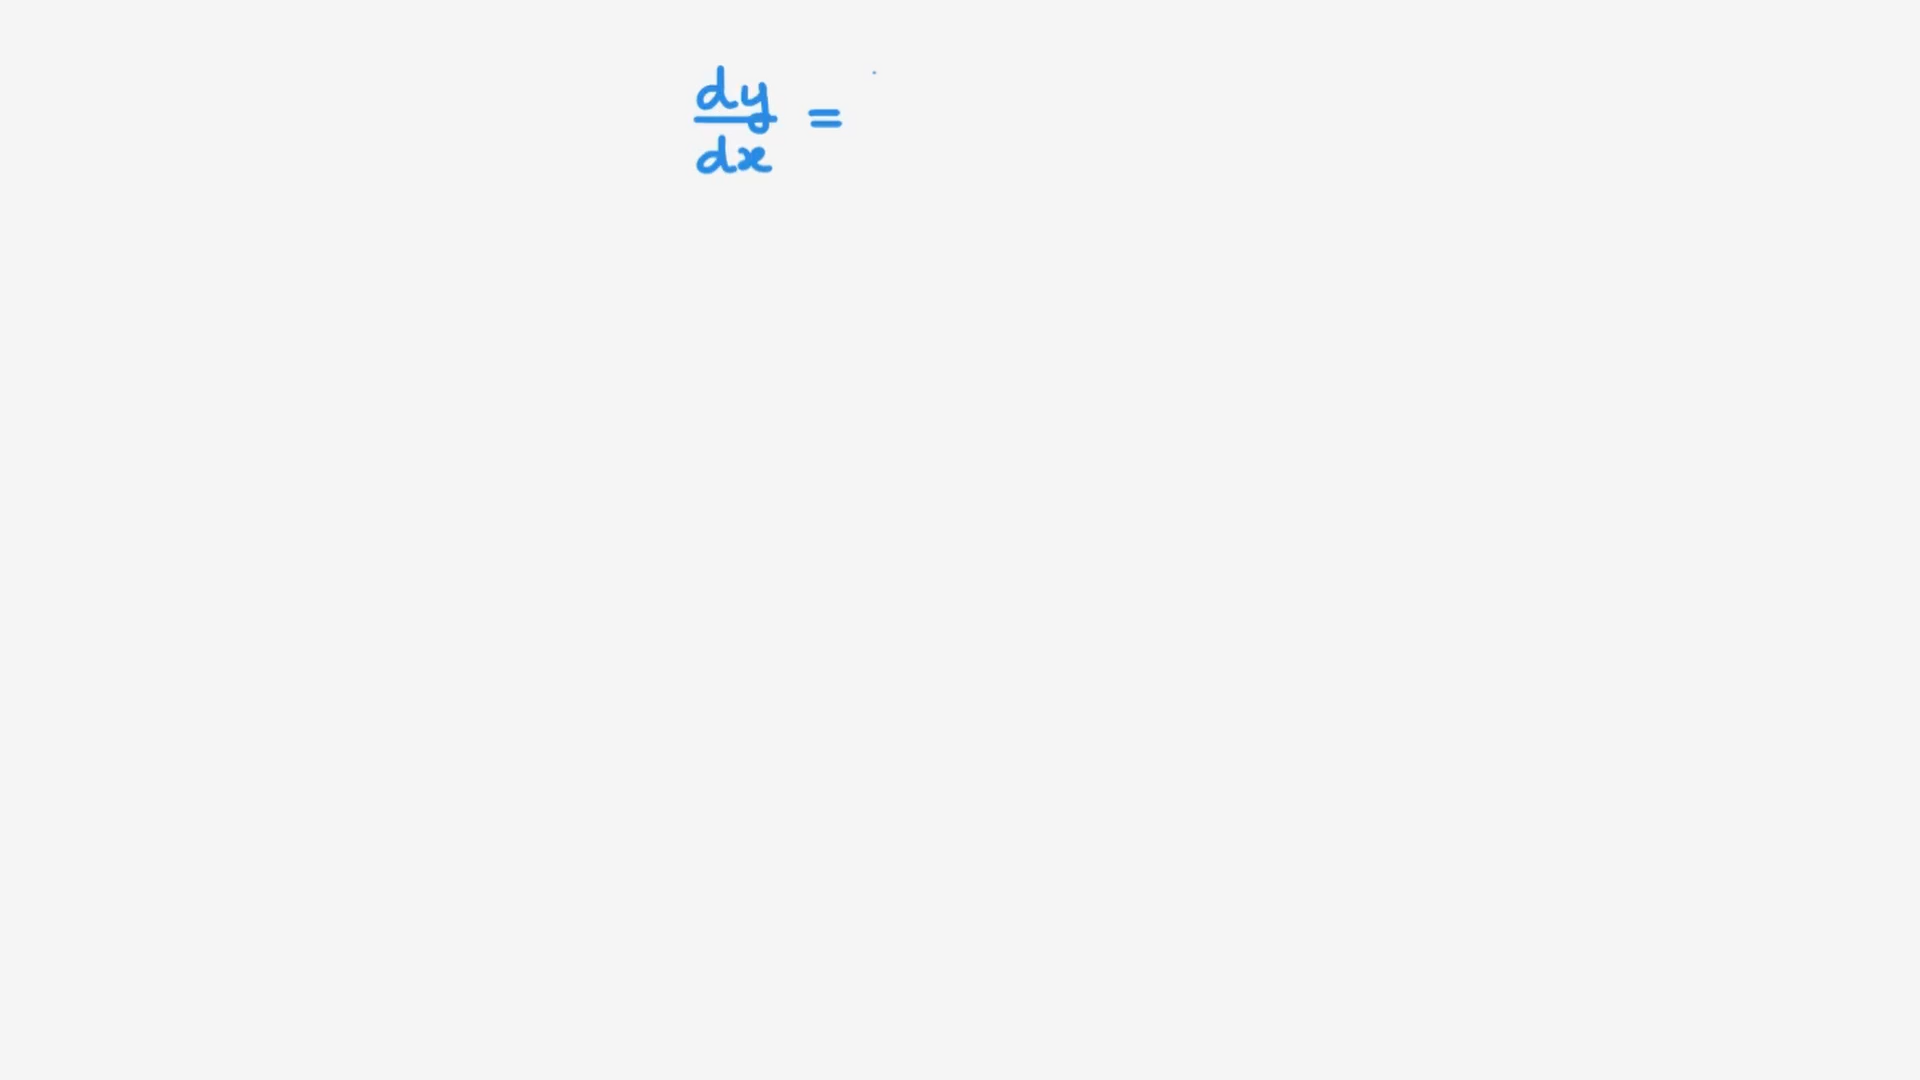 dy/dx =